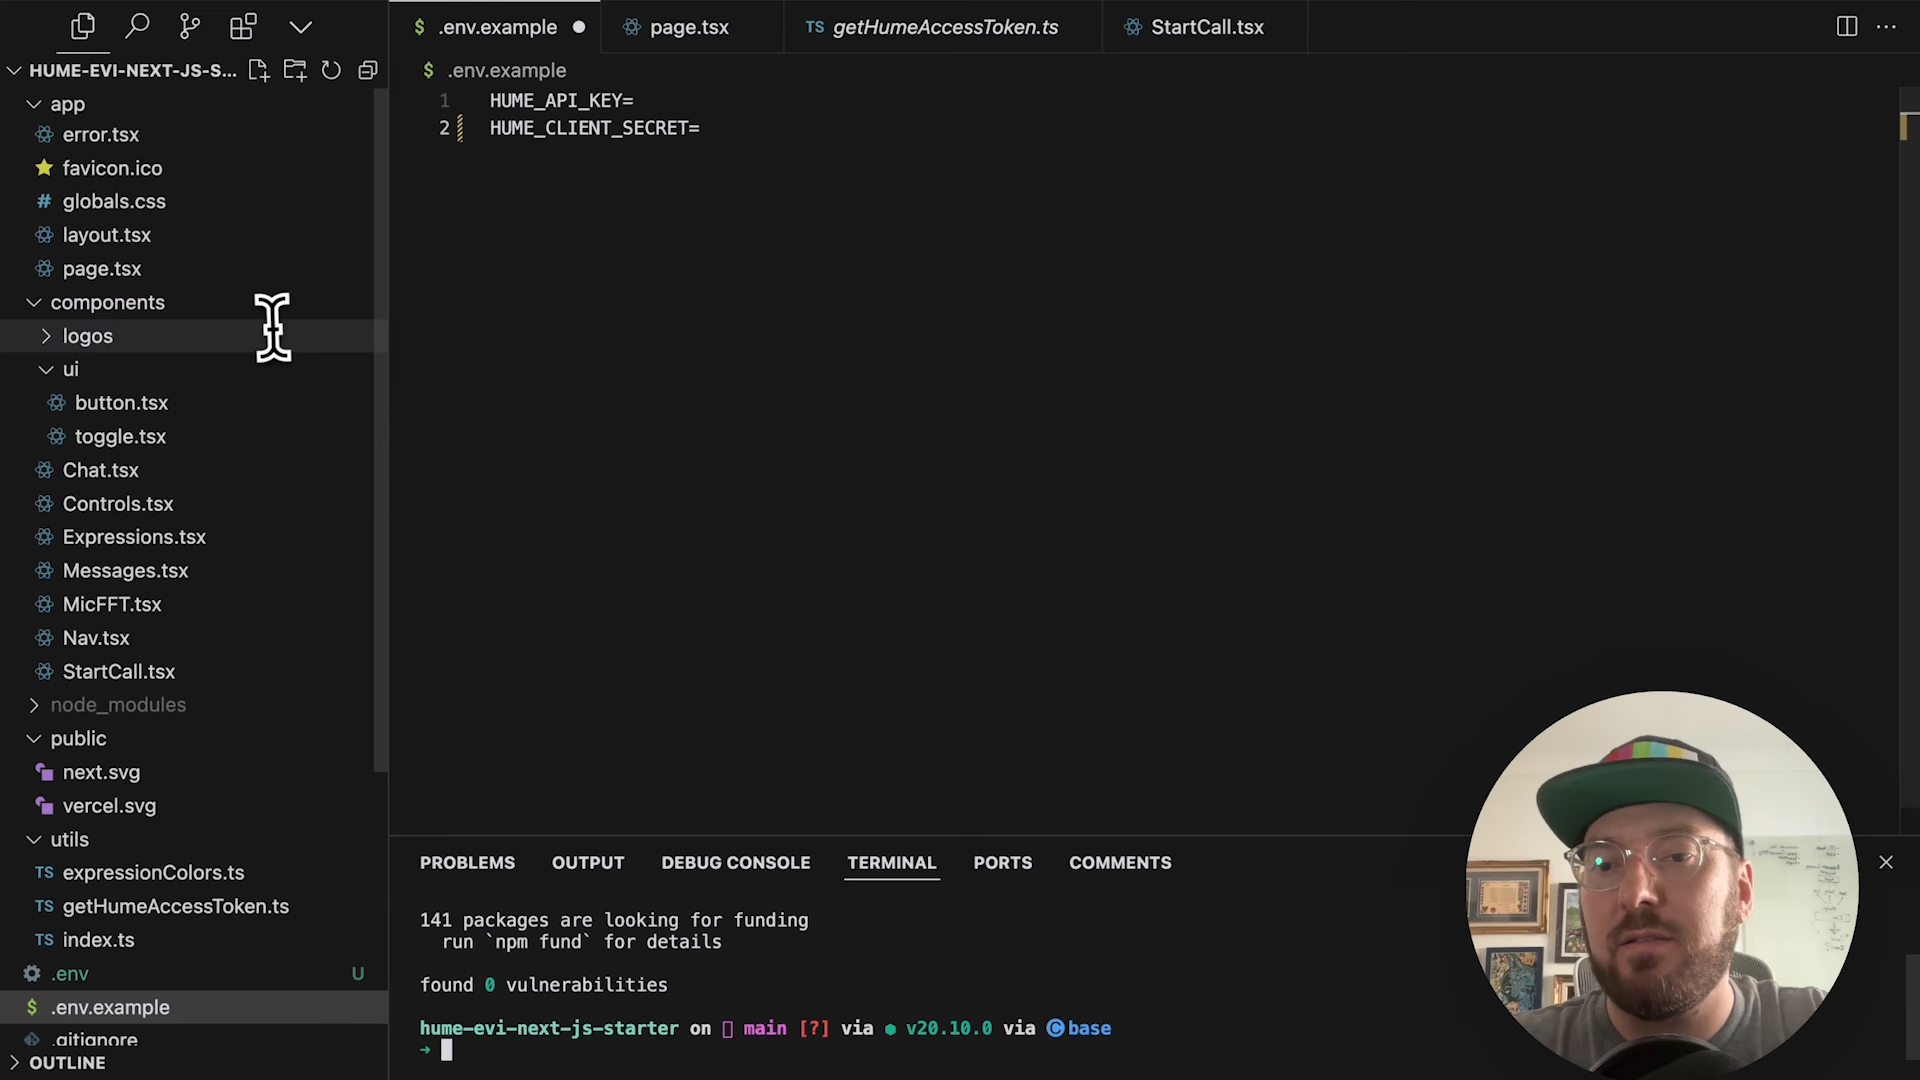 .env.example
page.tsx
TS getHumeAccessToken.ts
StartCall.tsx
HUME-EVI-NEXT-JS-S...
$ .env.example
app
error.tsx
favicon.ico
# globals.css
layout.tsx
page.tsx
components
logos
ui
button.tsx
toggle.tsx
Chat.tsx
Controls.tsx
Expressions.tsx
Messages.tsx
MicFFT.tsx
Nav.tsx
StartCall.tsx
node_modules
public
next.svg
vercel.svg
utils
TS expressionColors.ts
TS getHumeAccessToken.ts
TS index.ts
.env U
$ .env.example
.gitignore
OUTLINE
1 HUME_API_KEY=
2 HUME_CLIENT_SECRET=
PROBLEMS OUTPUT DEBUG CONSOLE TERMINAL PORTS COMMENTS
141 packages are looking for funding
run `npm fund` for details
found 0 vulnerabilities
hume-evi-next-js-starter on main [?] via v20.10.0 via C base